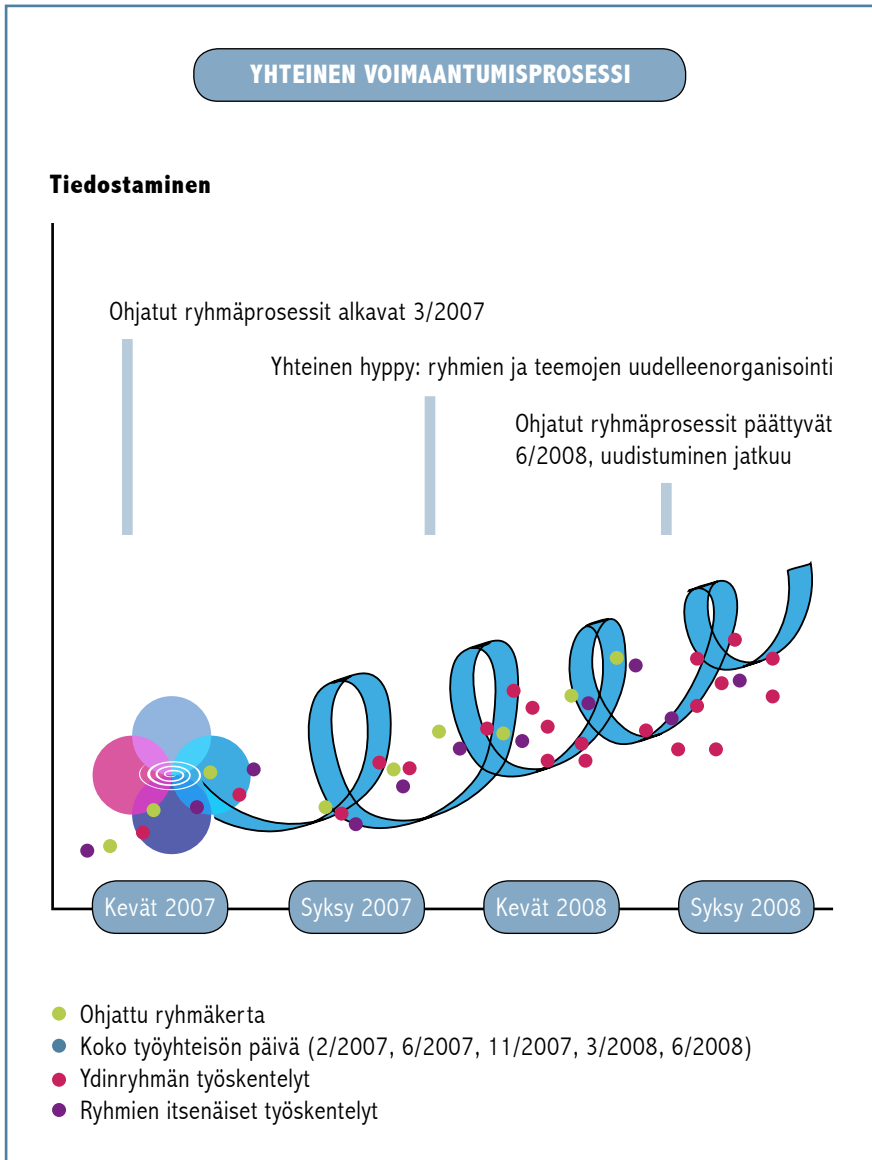 YHTEINEN VOIMAANTUMISPROSESSI
Tiedostaminen
Ohjatut ryhmäprosessit alkavat 3/2007
Yhteinen hyppy: ryhmien ja teemojen uudelleenorganisointi
Ohjatut ryhmäprosessit päättyvät
6/2008, uudistuminen jatkuu
Kevät 2007
Syksy 2007
Kevät 2008
Syksy 2008
Ohjattu ryhmäkerta
Koko työyhteisön päivä (2/2007, 6/2007, 11/2007, 3/2008, 6/2008)
Ydinryhmän työskentelyt
Ryhmien itsenäiset työskentelyt